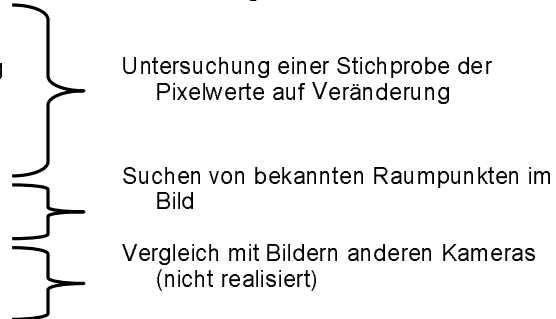 Untersuchung einer Stichprobe der
Pixelwerte auf Veränderung
Suchen von bekannten Raumpunkten im
Bild
Vergleich mit Bildern anderen Kameras
(nicht realisiert)